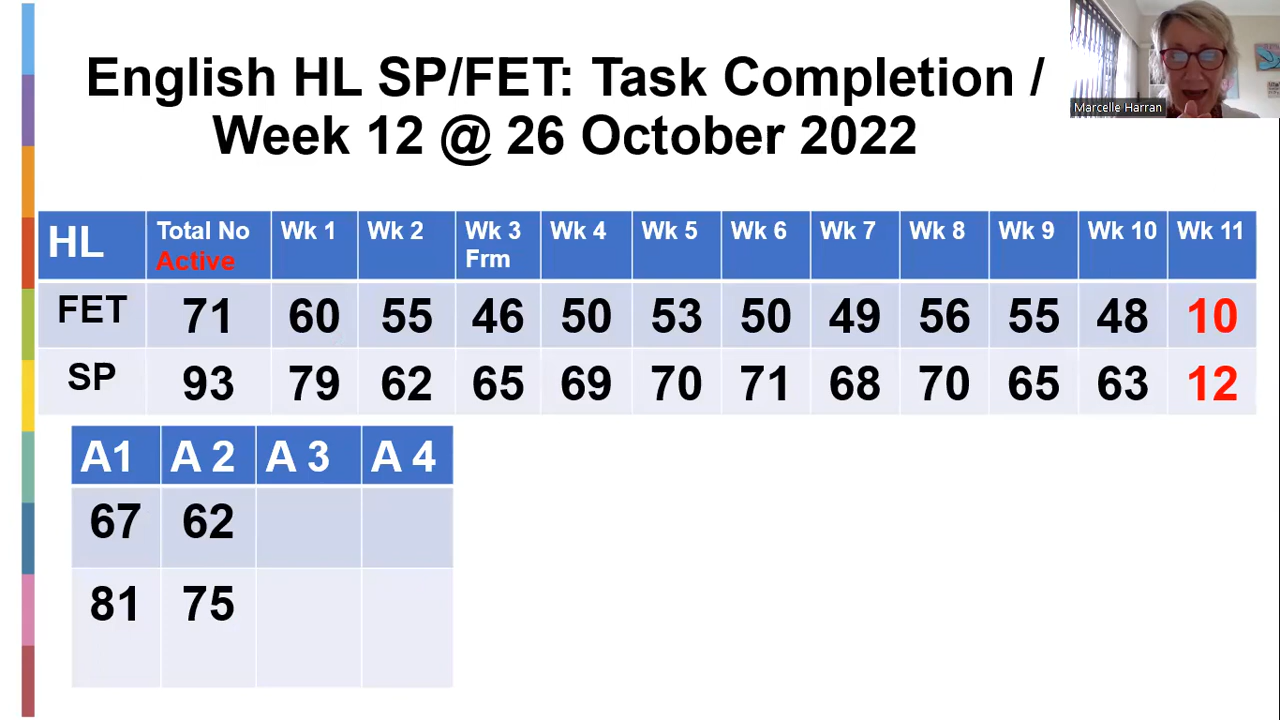 English HL SP/FET: Task Completion /
Week 12 @ 26 October 2022
Marcelle Harran
HL Total No Active Wk 1 Wk 2 Wk 3 Frm Wk 4 Wk 5 Wk 6 Wk 7 Wk 8 Wk 9 Wk 10 Wk 11
FET 71 60 55 46 50 53 50 49 56 55 48 10
SP 93 79 62 65 69 70 71 68 70 65 63 12
A1 A 2 A 3 A 4
67 62
81 75